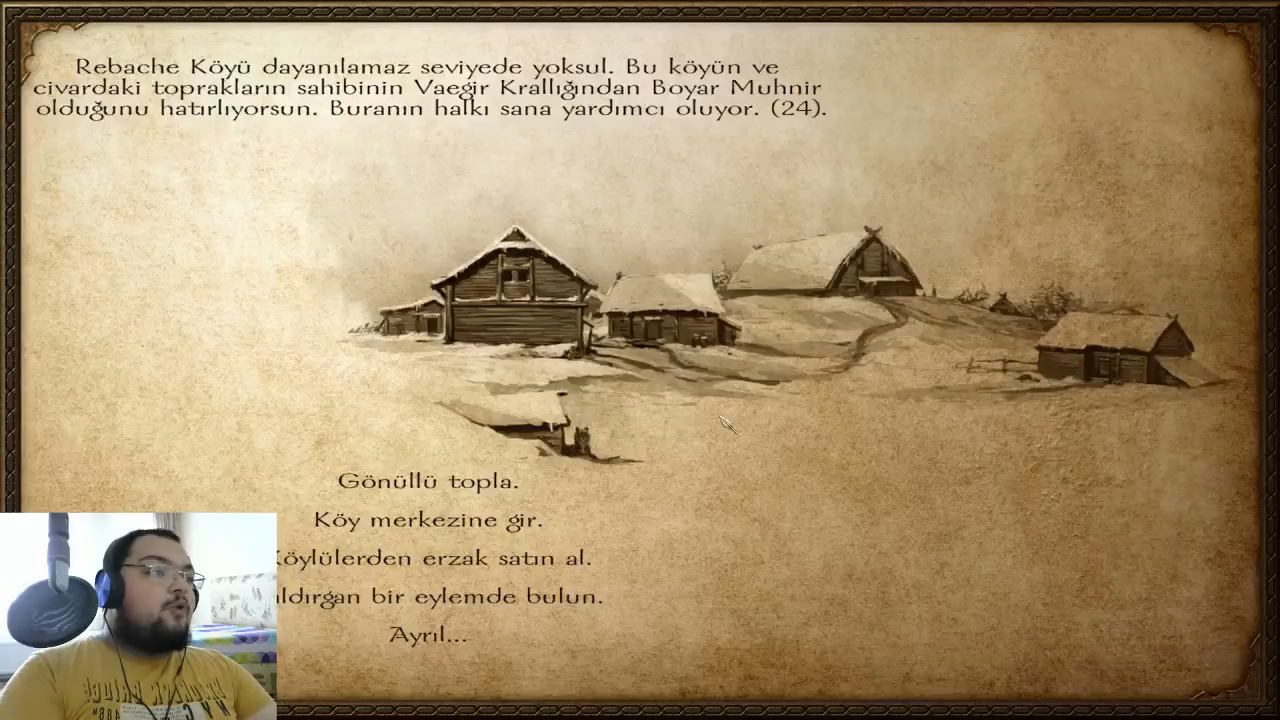 Rebache Köyü dayanılamaz seviyede yoksul. Bu köyün ve
civardaki toprakların sahibinin Vaegir Krallığından Boyar Muhnir
olduğunu hatırlıyorsun. Buranın halkı sana yardımcı oluyor. (24).
Gönüllü topla.
Köy merkezine gir.
Köylülerden erzak satın al.
bir eylemde bulun.
Ayrıl...